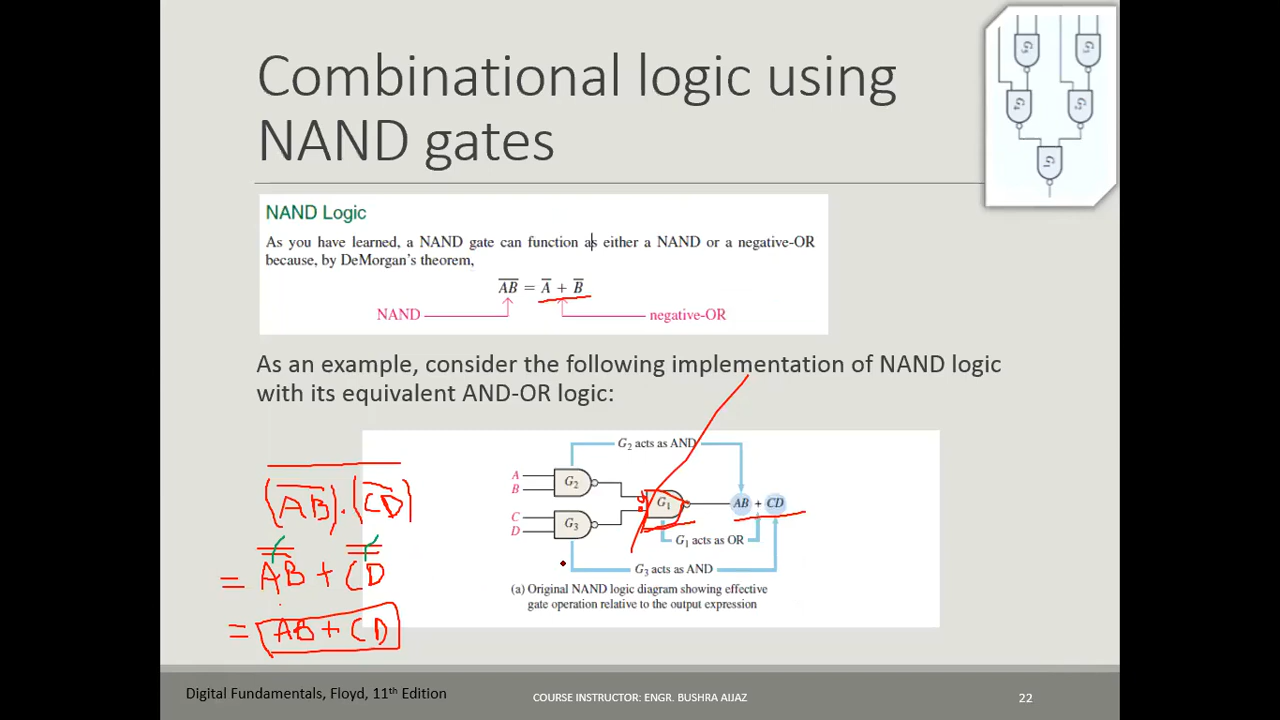 Combinational logic using
NAND gates
NAND Logic
As you have learned, a NAND gate can function as either a NAND or a negative-OR
because, by DeMorgan's theorem,
A̅B̅ = A̅ + B̅
NAND
negative-OR
As an example, consider the following implementation of NAND logic
with its equivalent AND-OR logic:
G₂ acts as AND
A
B
G₂
G₁
AB + CD
C
D
G₃
G₁ acts as OR
G₃ acts as AND
(a) Original NAND logic diagram showing effective
gate operation relative to the output expression
(AB) . (CD)
= AB + CD
= AB + CD
Digital Fundamentals, Floyd, 11th Edition
COURSE INSTRUCTOR: ENGR. BUSHRA AIJAZ
22